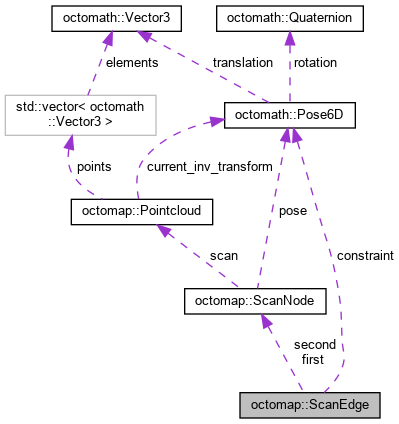 octomath::Vector3
octomath::Quaternion
elements
translation
rotation
std::vector< octomath
::Vector3 >
octomath::Pose6D
points
current_inv_transform
octomap::Pointcloud
pose
scan
constraint
octomap::ScanNode
second
first
octomap::ScanEdge